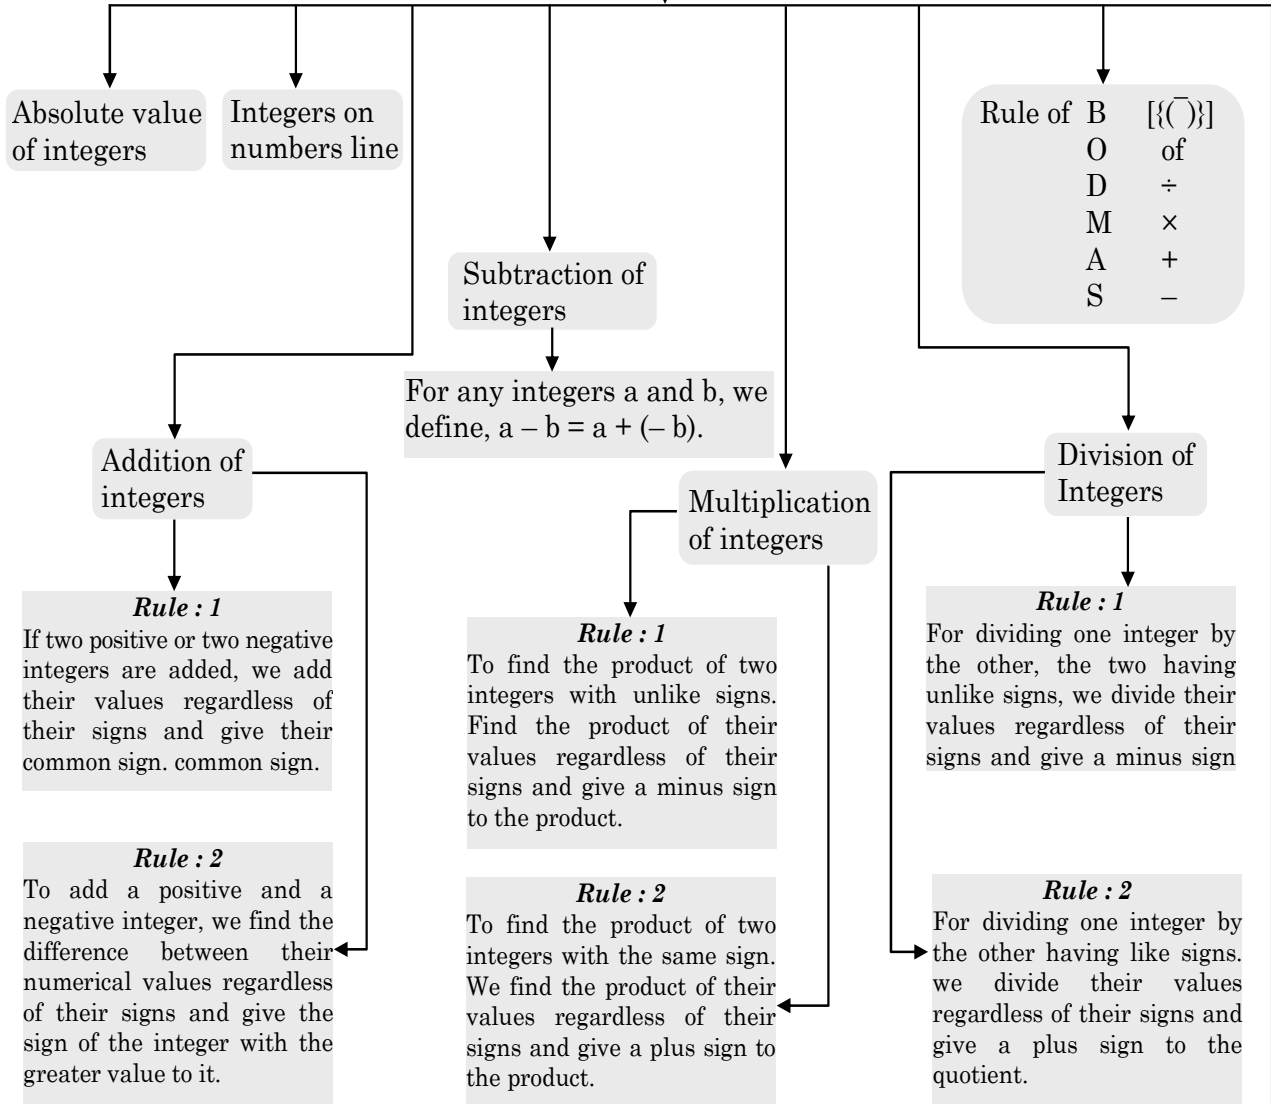 Absolute value
of integers
Integers on
numbers line
Rule of B [{(‾)}]
O of
D ÷
M ×
A +
S –
Subtraction of
integers
For any integers a and b, we
define, a – b = a + (– b).
Addition of
integers
Rule : 1
If two positive or two negative
integers are added, we add
their values regardless of
their signs and give their
common sign. common sign.
Rule : 2
To add a positive and a
negative integer, we find the
difference between their
numerical values regardless
of their signs and give the
sign of the integer with the
greater value to it.
Multiplication
of integers
Rule : 1
To find the product of two
integers with unlike signs.
Find the product of their
values regardless of their
signs and give a minus sign
to the product.
Rule : 2
To find the product of two
integers with the same sign.
We find the product of their
values regardless of their
signs and give a plus sign to
the product.
Division of
Integers
Rule : 1
For dividing one integer by
the other, the two having
unlike signs, we divide their
values regardless of their
signs and give a minus sign
Rule : 2
For dividing one integer by
the other having like signs.
we divide their values
regardless of their signs and
give a plus sign to the
quotient.